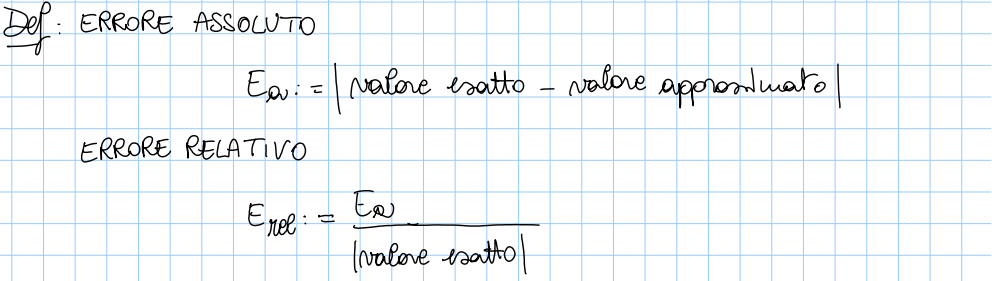 Def: ERRORE ASSOLUTO
Ea := | valore esatto - valore approssimato |
ERRORE RELATIVO
Erel := Ea / |valore esatto|